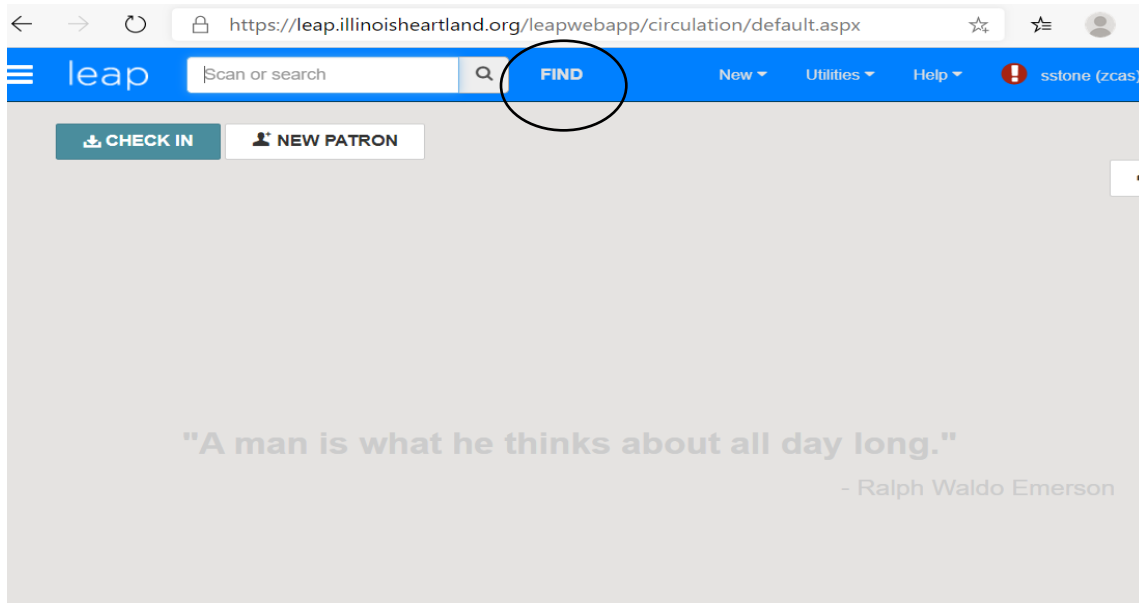 https://leap.illinoisheartland.org/leapwebapp/circulation/default.aspx
leap Scan or search FIND New Utilities Help sstone (zcas)
CHECK IN NEW PATRON
"A man is what he thinks about all day long."
- Ralph Waldo Emerson